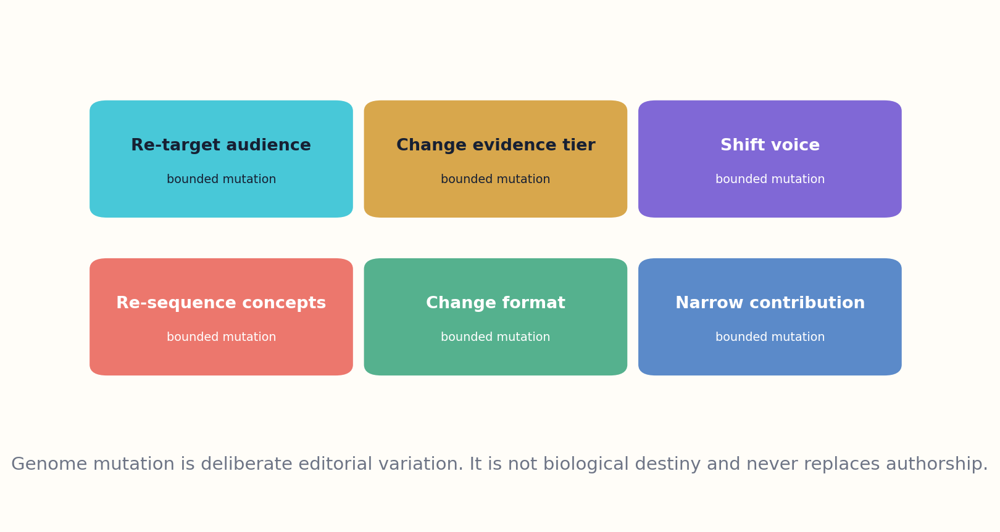 Re-target audience
bounded mutation
Change evidence tier
bounded mutation
Shift voice
bounded mutation
Re-sequence concepts
bounded mutation
Change format
bounded mutation
Narrow contribution
bounded mutation
Genome mutation is deliberate editorial variation. It is not biological destiny and never replaces authorship.